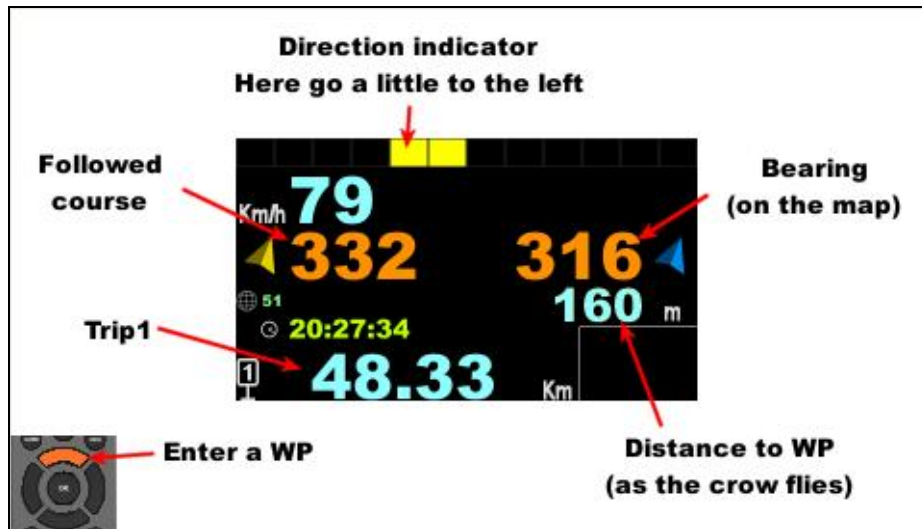 Direction indicator
Here go a little to the left
Followed
course
Km/h 79
332
316
Bearing
(on the map)
51
160 m
20:27:34
Trip1
1
48.33 Km
Enter a WP
OK
Distance to WP
(as the crow flies)